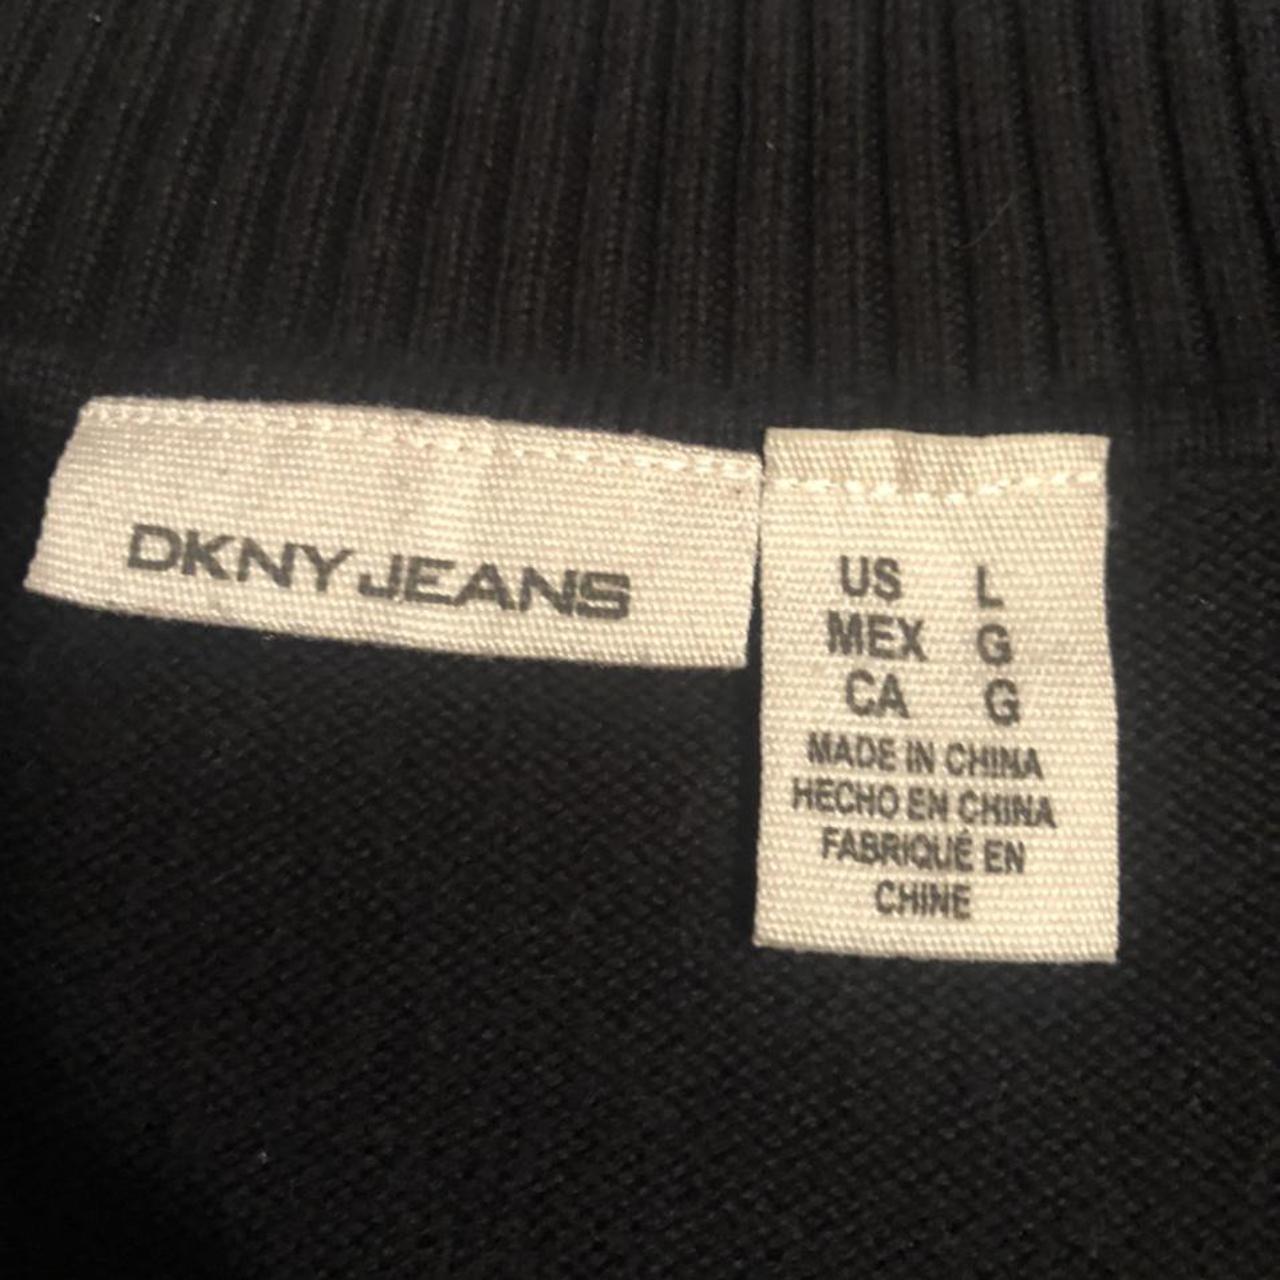 DKNY JEANS
US L
MEX G
CA G
MADE IN CHINA
HECHO EN CHINA
FABRIQUÉ EN
CHINE